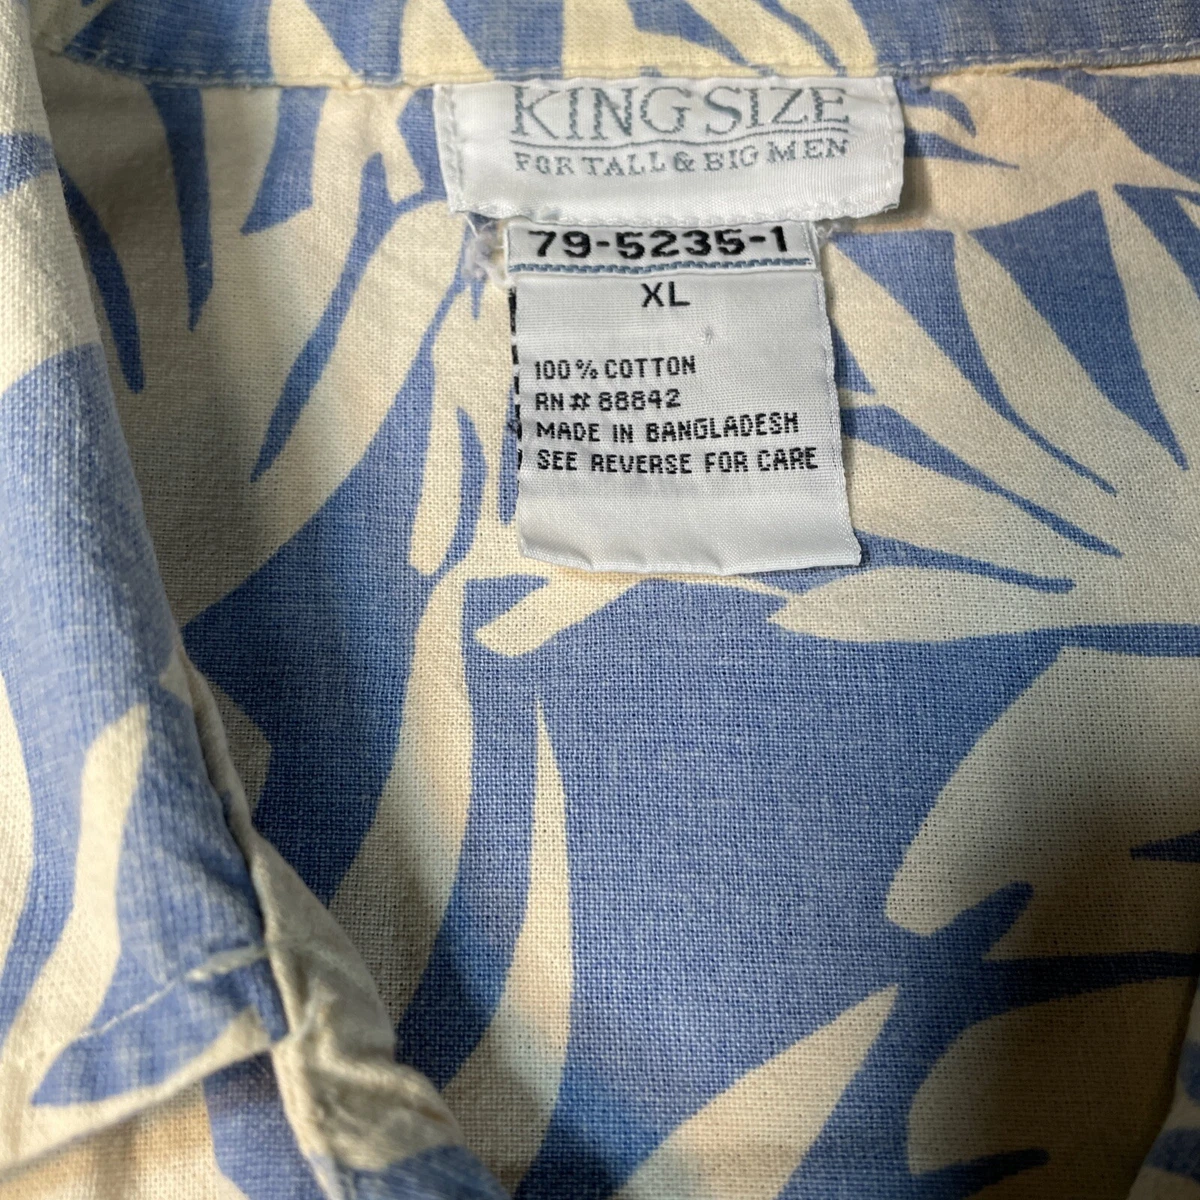 KINGSIZE
FOR TALL & BIG MEN
79-5235-1
XL
100% COTTON
RN# 88842
MADE IN BANGLADESH
SEE REVERSE FOR CARE